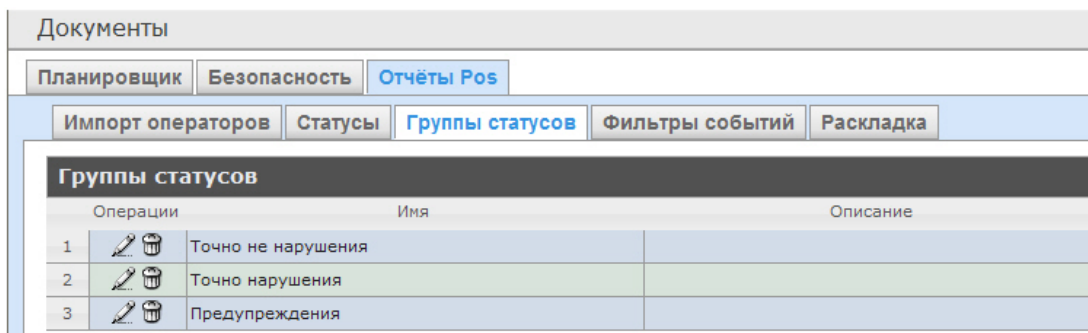 Документы
Планировщик Безопасность Отчёты Pos
Импорт операторов Статусы Группы статусов Фильтры событий Раскладка
Группы статусов
Операции Имя Описание
1 Точно не нарушения
2 Точно нарушения
3 Предупреждения